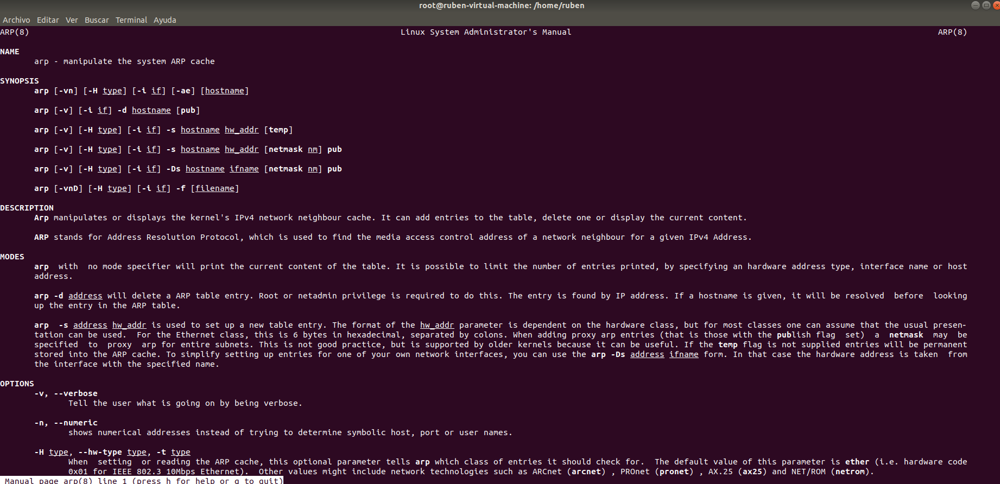 root@ruben-virtual-machine: /home/ruben
Archivo Editar Ver Buscar Terminal Ayuda
ARP(8) Linux System Administrator's Manual ARP(8)
NAME
arp - manipulate the system ARP cache
SYNOPSIS
arp [-vn] [-H type] [-i if] [-ae] [hostname]
arp [-v] [-i if] -d hostname [pub]
arp [-v] [-H type] [-i if] -s hostname hw_addr [temp]
arp [-v] [-H type] [-i if] -s hostname hw_addr [netmask nm] pub
arp [-v] [-H type] [-i if] -Ds hostname ifname [netmask nm] pub
arp [-vnD] [-H type] [-i if] -f [filename]
DESCRIPTION
Arp manipulates or displays the kernel's IPv4 network neighbour cache. It can add entries to the table, delete one or display the current content.
ARP stands for Address Resolution Protocol, which is used to find the media access control address of a network neighbour for a given IPv4 Address.
MODES
arp with no mode specifier will print the current content of the table. It is possible to limit the number of entries printed, by specifying an hardware address type, interface name or host
address.
arp -d address will delete a ARP table entry. Root or netadmin privilege is required to do this. The entry is found by IP address. If a hostname is given, it will be resolved before looking
up the entry in the ARP table.
arp -s address hw_addr is used to set up a new table entry. The format of the hw_addr parameter is dependent on the hardware class, but for most classes one can assume that the usual presen-
tation can be used. For the Ethernet class, this is 6 bytes in hexadecimal, separated by colons. When adding proxy arp entries (that is those with the publish flag set) a netmask may be
specified to proxy arp for entire subnets. This is not good practice, but is supported by older kernels because it can be useful. If the temp flag is not supplied entries will be permanent
stored into the ARP cache. To simplify setting up entries for one of your own network interfaces, you can use the arp -Ds address ifname form. In that case the hardware address is taken from
the interface with the specified name.
OPTIONS
-v, --verbose
Tell the user what is going on by being verbose.
-n, --numeric
shows numerical addresses instead of trying to determine symbolic host, port or user names.
-H type, --hw-type type, -t type
When setting or reading the ARP cache, this optional parameter tells arp which class of entries it should check for. The default value of this parameter is ether (i.e. hardware code
0x01 for IEEE 802.3 10Mbps Ethernet). Other values might include network technologies such as ARCnet (arcnet) , PROnet (pronet) , AX.25 (ax25) and NET/ROM (netrom).
Manual page arp(8) line 1 (press h for help or q to quit)